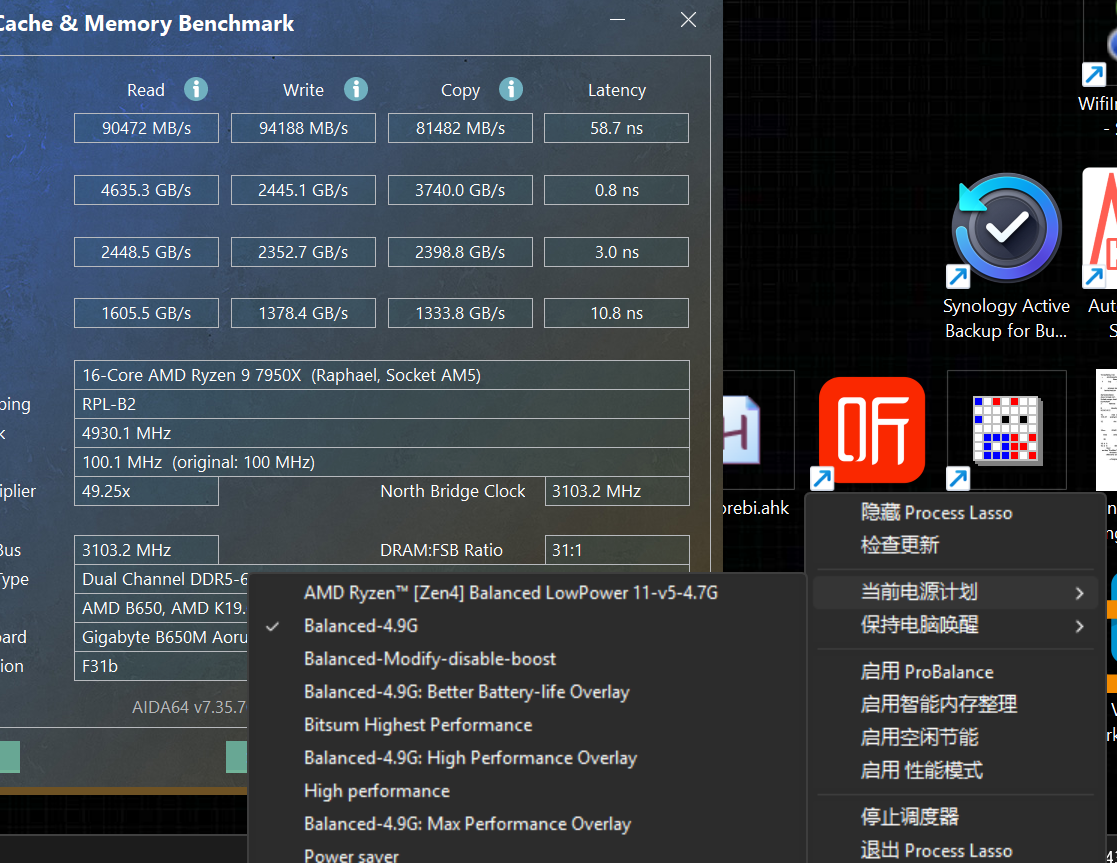 Cache & Memory Benchmark
Read Write Copy Latency
90472 MB/s 94188 MB/s 81482 MB/s 58.7 ns
4635.3 GB/s 2445.1 GB/s 3740.0 GB/s 0.8 ns
2448.5 GB/s 2352.7 GB/s 2398.8 GB/s 3.0 ns
1605.5 GB/s 1378.4 GB/s 1333.8 GB/s 10.8 ns
16-Core AMD Ryzen 9 7950X (Raphael, Socket AM5)
ping RPL-B2
k 4930.1 MHz
100.1 MHz (original: 100 MHz)
iplier 49.25x North Bridge Clock 3103.2 MHz
Bus 3103.2 MHz DRAM:FSB Ratio 31:1
Type Dual Channel DDR5-6
AMD B650, AMD K19.
oard Gigabyte B650M Aoru
ion F31b
AIDA64 v7.35.7
AMD Ryzen™ [Zen4] Balanced LowPower 11-v5-4.7G
Balanced-4.9G
Balanced-Modify-disable-boost
Balanced-4.9G: Better Battery-life Overlay
Bitsum Highest Performance
Balanced-4.9G: High Performance Overlay
High performance
Balanced-4.9G: Max Performance Overlay
Power saver
WifiIn
Synology Active
Backup for Bu...
Aut
听
orebi.ahk
隐藏 Process Lasso
检查更新
当前电源计划
保持电脑唤醒
启用 ProBalance
启用智能内存整理
启用空闲节能
启用 性能模式
停止调度器
退出 Process Lasso